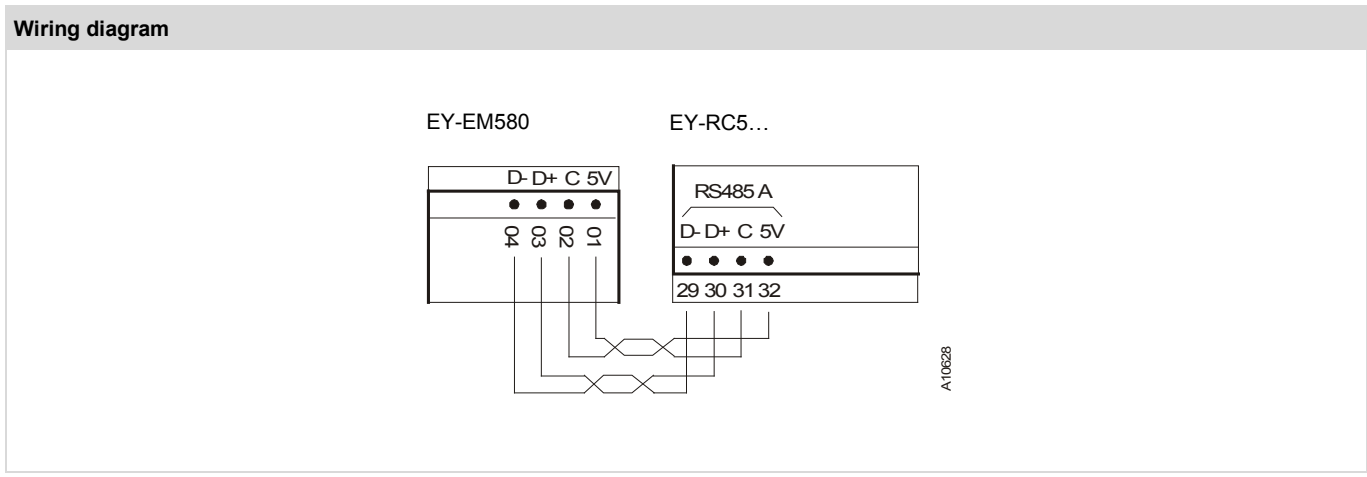 Wiring diagram
EY-EM580
EY-RC5…
D- D+ C 5V
04 03 02 01
RS485 A
D- D+ C 5V
29 30 31 32
A10628